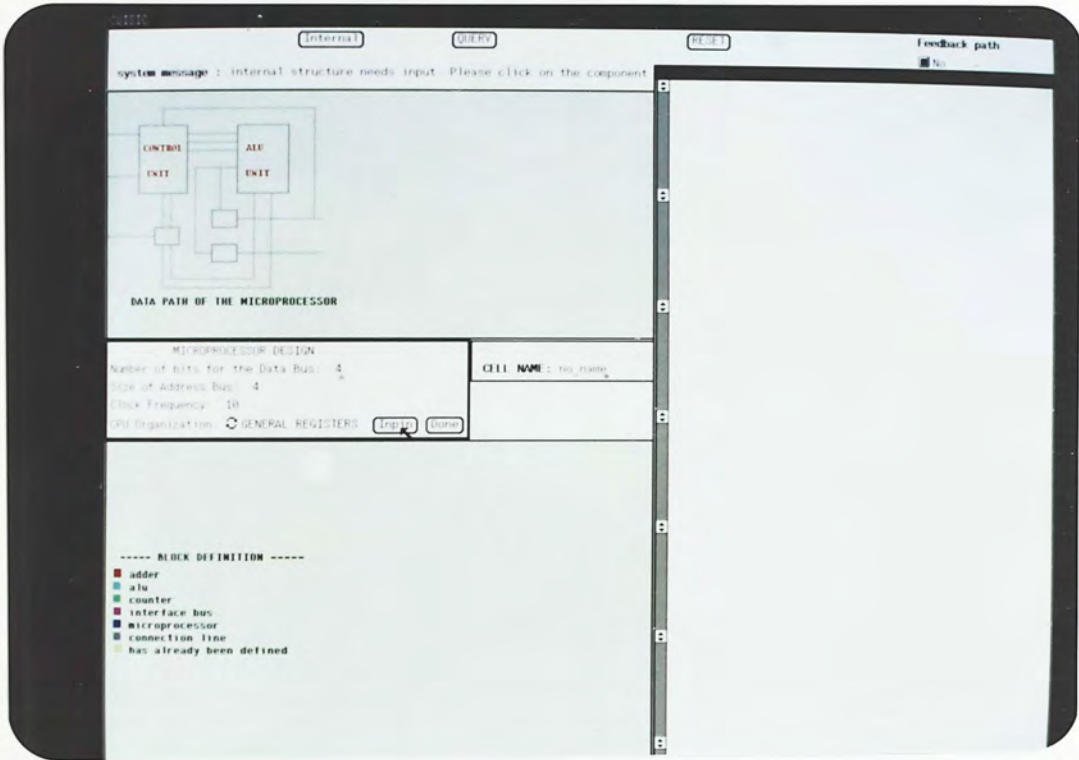 Internal
QUERY
RESET
Feedback path
No
system message : internal structure needs input. Please click on the component
CONTROL
UNIT
ALU
UNIT
DATA PATH OF THE MICROPROCESSOR
MICROPROCESSOR DESIGN
Number of bits for the Data Bus: 4
Size of Address Bus: 4
Clock Frequency: 10
CPU Organization: GENERAL REGISTERS
Inpin
Done
CELL NAME: no_name
----- BLOCK DEFINITION -----
adder
alu
counter
interface bus
microprocessor
connection line
has already been defined